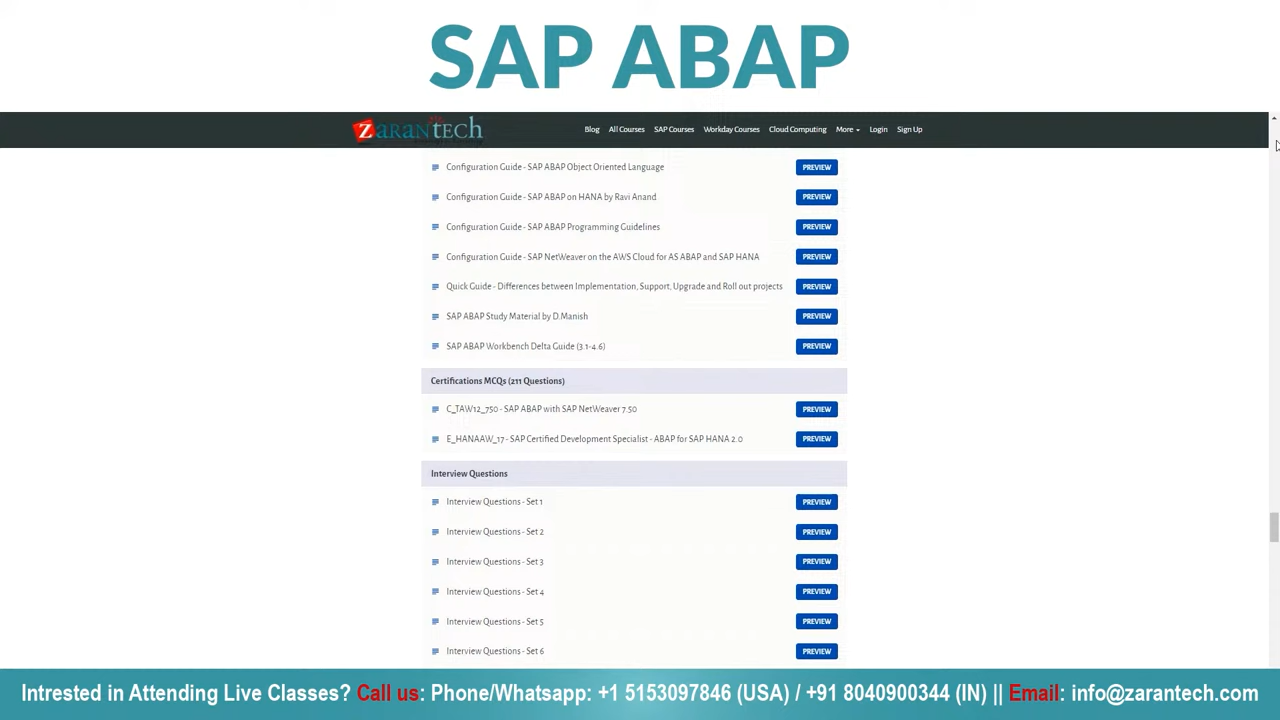 SAP ABAP
zarantech
Blog All Courses SAP Courses Workday Courses Cloud Computing More Login Sign Up
Configuration Guide - SAP ABAP Object Oriented Language PREVIEW
Configuration Guide - SAP ABAP on HANA by Ravi Anand PREVIEW
Configuration Guide - SAP ABAP Programming Guidelines PREVIEW
Configuration Guide - SAP NetWeaver on the AWS Cloud for AS ABAP and SAP HANA PREVIEW
Quick Guide - Differences between Implementation, Support, Upgrade and Roll out projects PREVIEW
SAP ABAP Study Material by D.Manish PREVIEW
SAP ABAP Workbench Delta Guide (3.1-4.6) PREVIEW
Certifications MCQs (211 Questions)
C_TAW12_750 - SAP ABAP with SAP NetWeaver 7.50 PREVIEW
E_HANAAW_17 - SAP Certified Development Specialist - ABAP for SAP HANA 2.0 PREVIEW
Interview Questions
Interview Questions - Set 1 PREVIEW
Interview Questions - Set 2 PREVIEW
Interview Questions - Set 3 PREVIEW
Interview Questions - Set 4 PREVIEW
Interview Questions - Set 5 PREVIEW
Interview Questions - Set 6 PREVIEW
Intrested in Attending Live Classes? Call us: Phone/Whatsapp: +1 5153097846 (USA) / +91 8040900344 (IN) || Email: info@zarantech.com